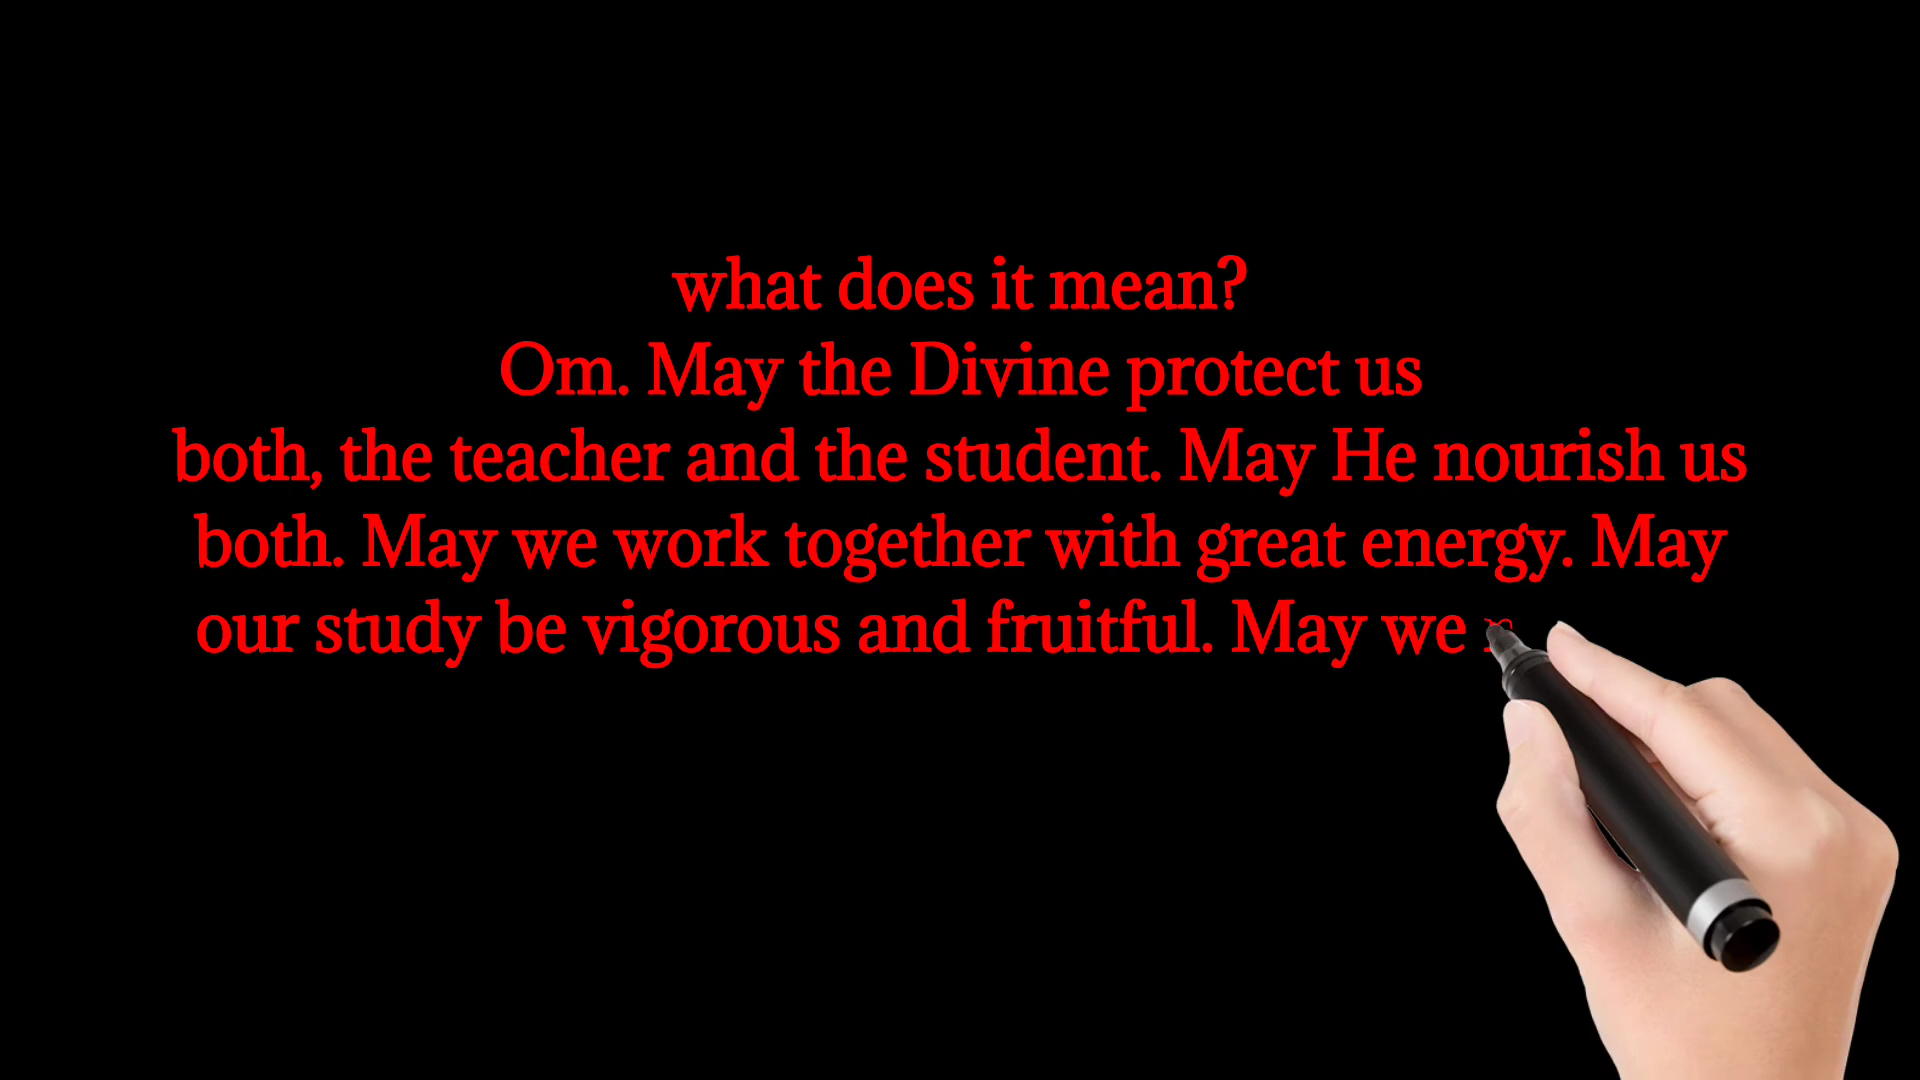 what does it mean?
Om. May the Divine protect us
both, the teacher and the student. May He nourish us
both. May we work together with great energy. May
our study be vigorous and fruitful. May we